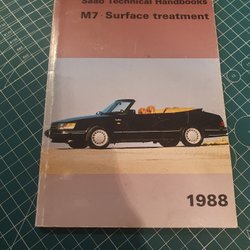 Saab Technical Handbooks
M7 · Surface treatment
1988